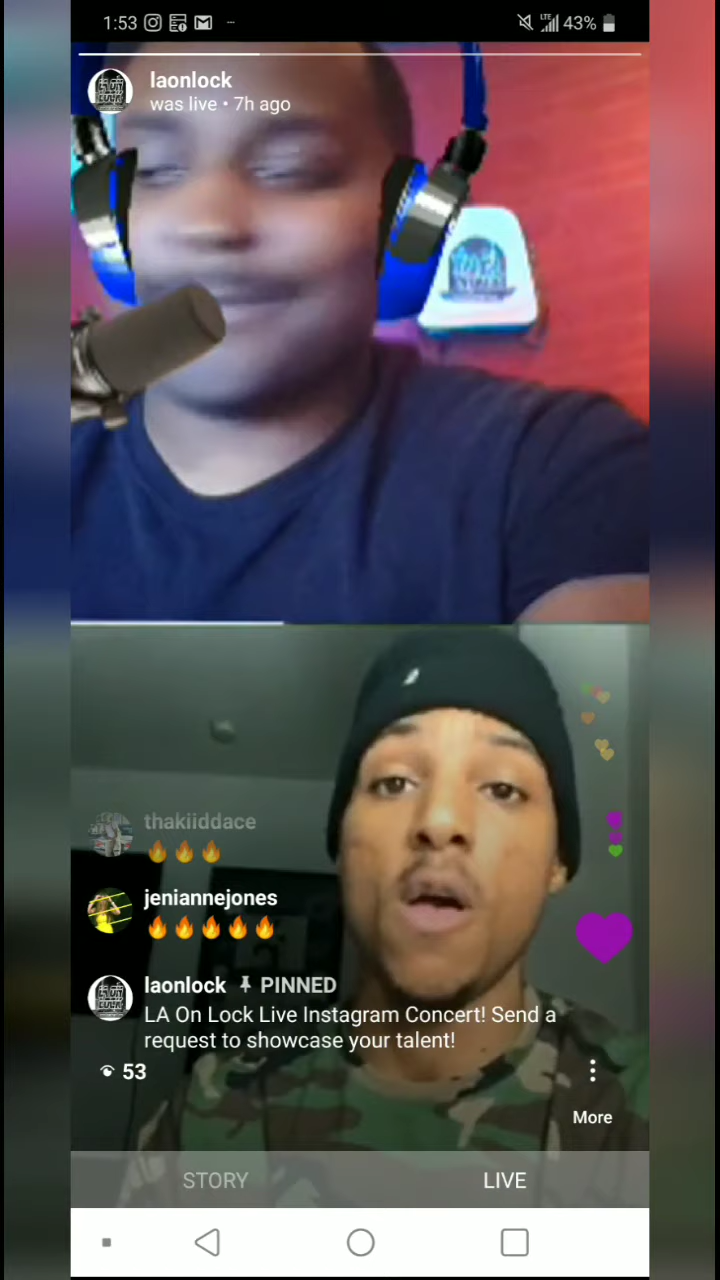 1:53
LTE
43%
laonlock
was live • 7h ago
thakiiddace
🔥🔥🔥
jeniannejones
🔥🔥🔥🔥🔥
laonlock 📌 PINNED
LA On Lock Live Instagram Concert! Send a
request to showcase your talent!
53
More
STORY
LIVE